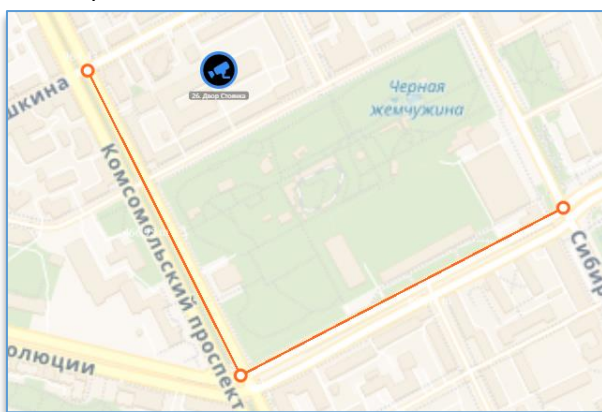 26. Двор Стояка
Черная
жемчужина
шкина
Комсомольский проспект
Сибир
олюции